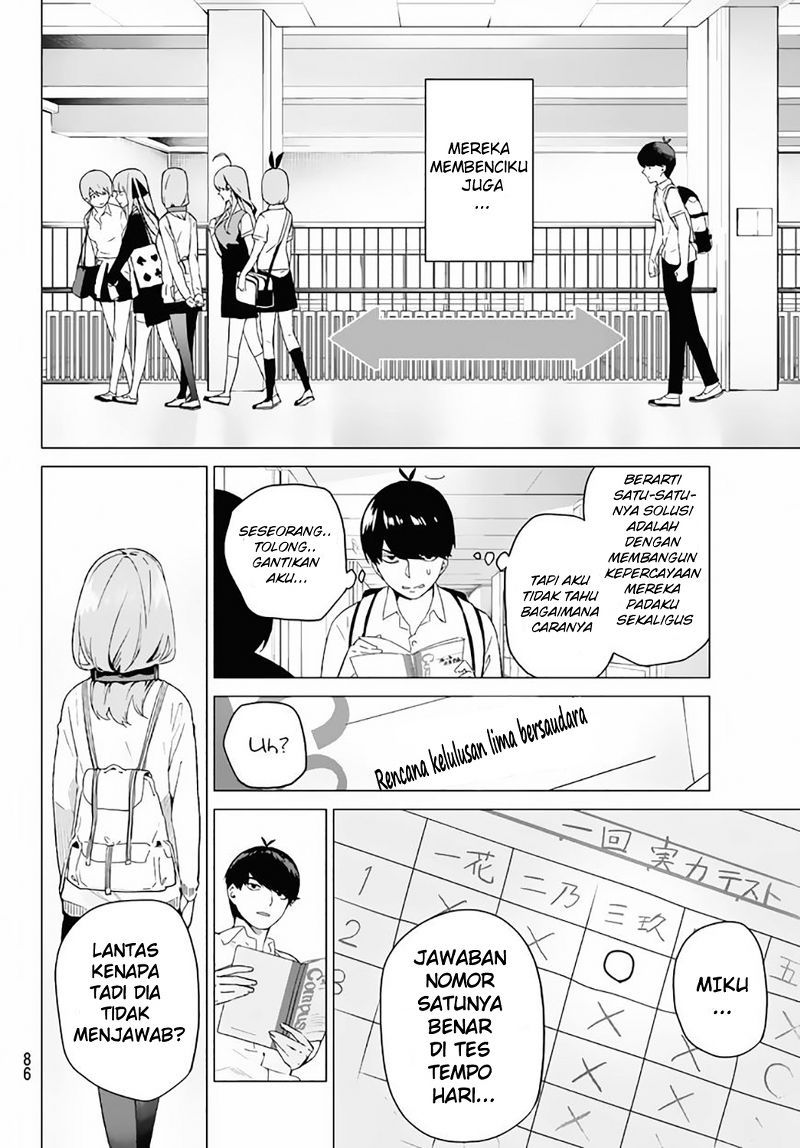 MEREKA
MEMBENCIKU
JUGA
...
BERARTI
SATU-SATU-
NYA SOLUSI
ADALAH
DENGAN
MEMBANGUN
KEPERCAYAAN
MEREKA
PADAKU
SEKALIGUS
TAPI AKU
TIDAK TAHU
BAGAIMANA
CARANYA
SESEORANG..
TOLONG..
GANTIKAN
AKU...
Rencana kelulusan lima bersaudara
Uh?
二回 実力テスト
一花 二乃 三玖
1
2
MIKU
...
JAWABAN
NOMOR
SATUNYA
BENAR
DI TES
TEMPO
HARI...
Campus
LANTAS
KENAPA
TADI DIA
TIDAK
MENJAWAB?
86